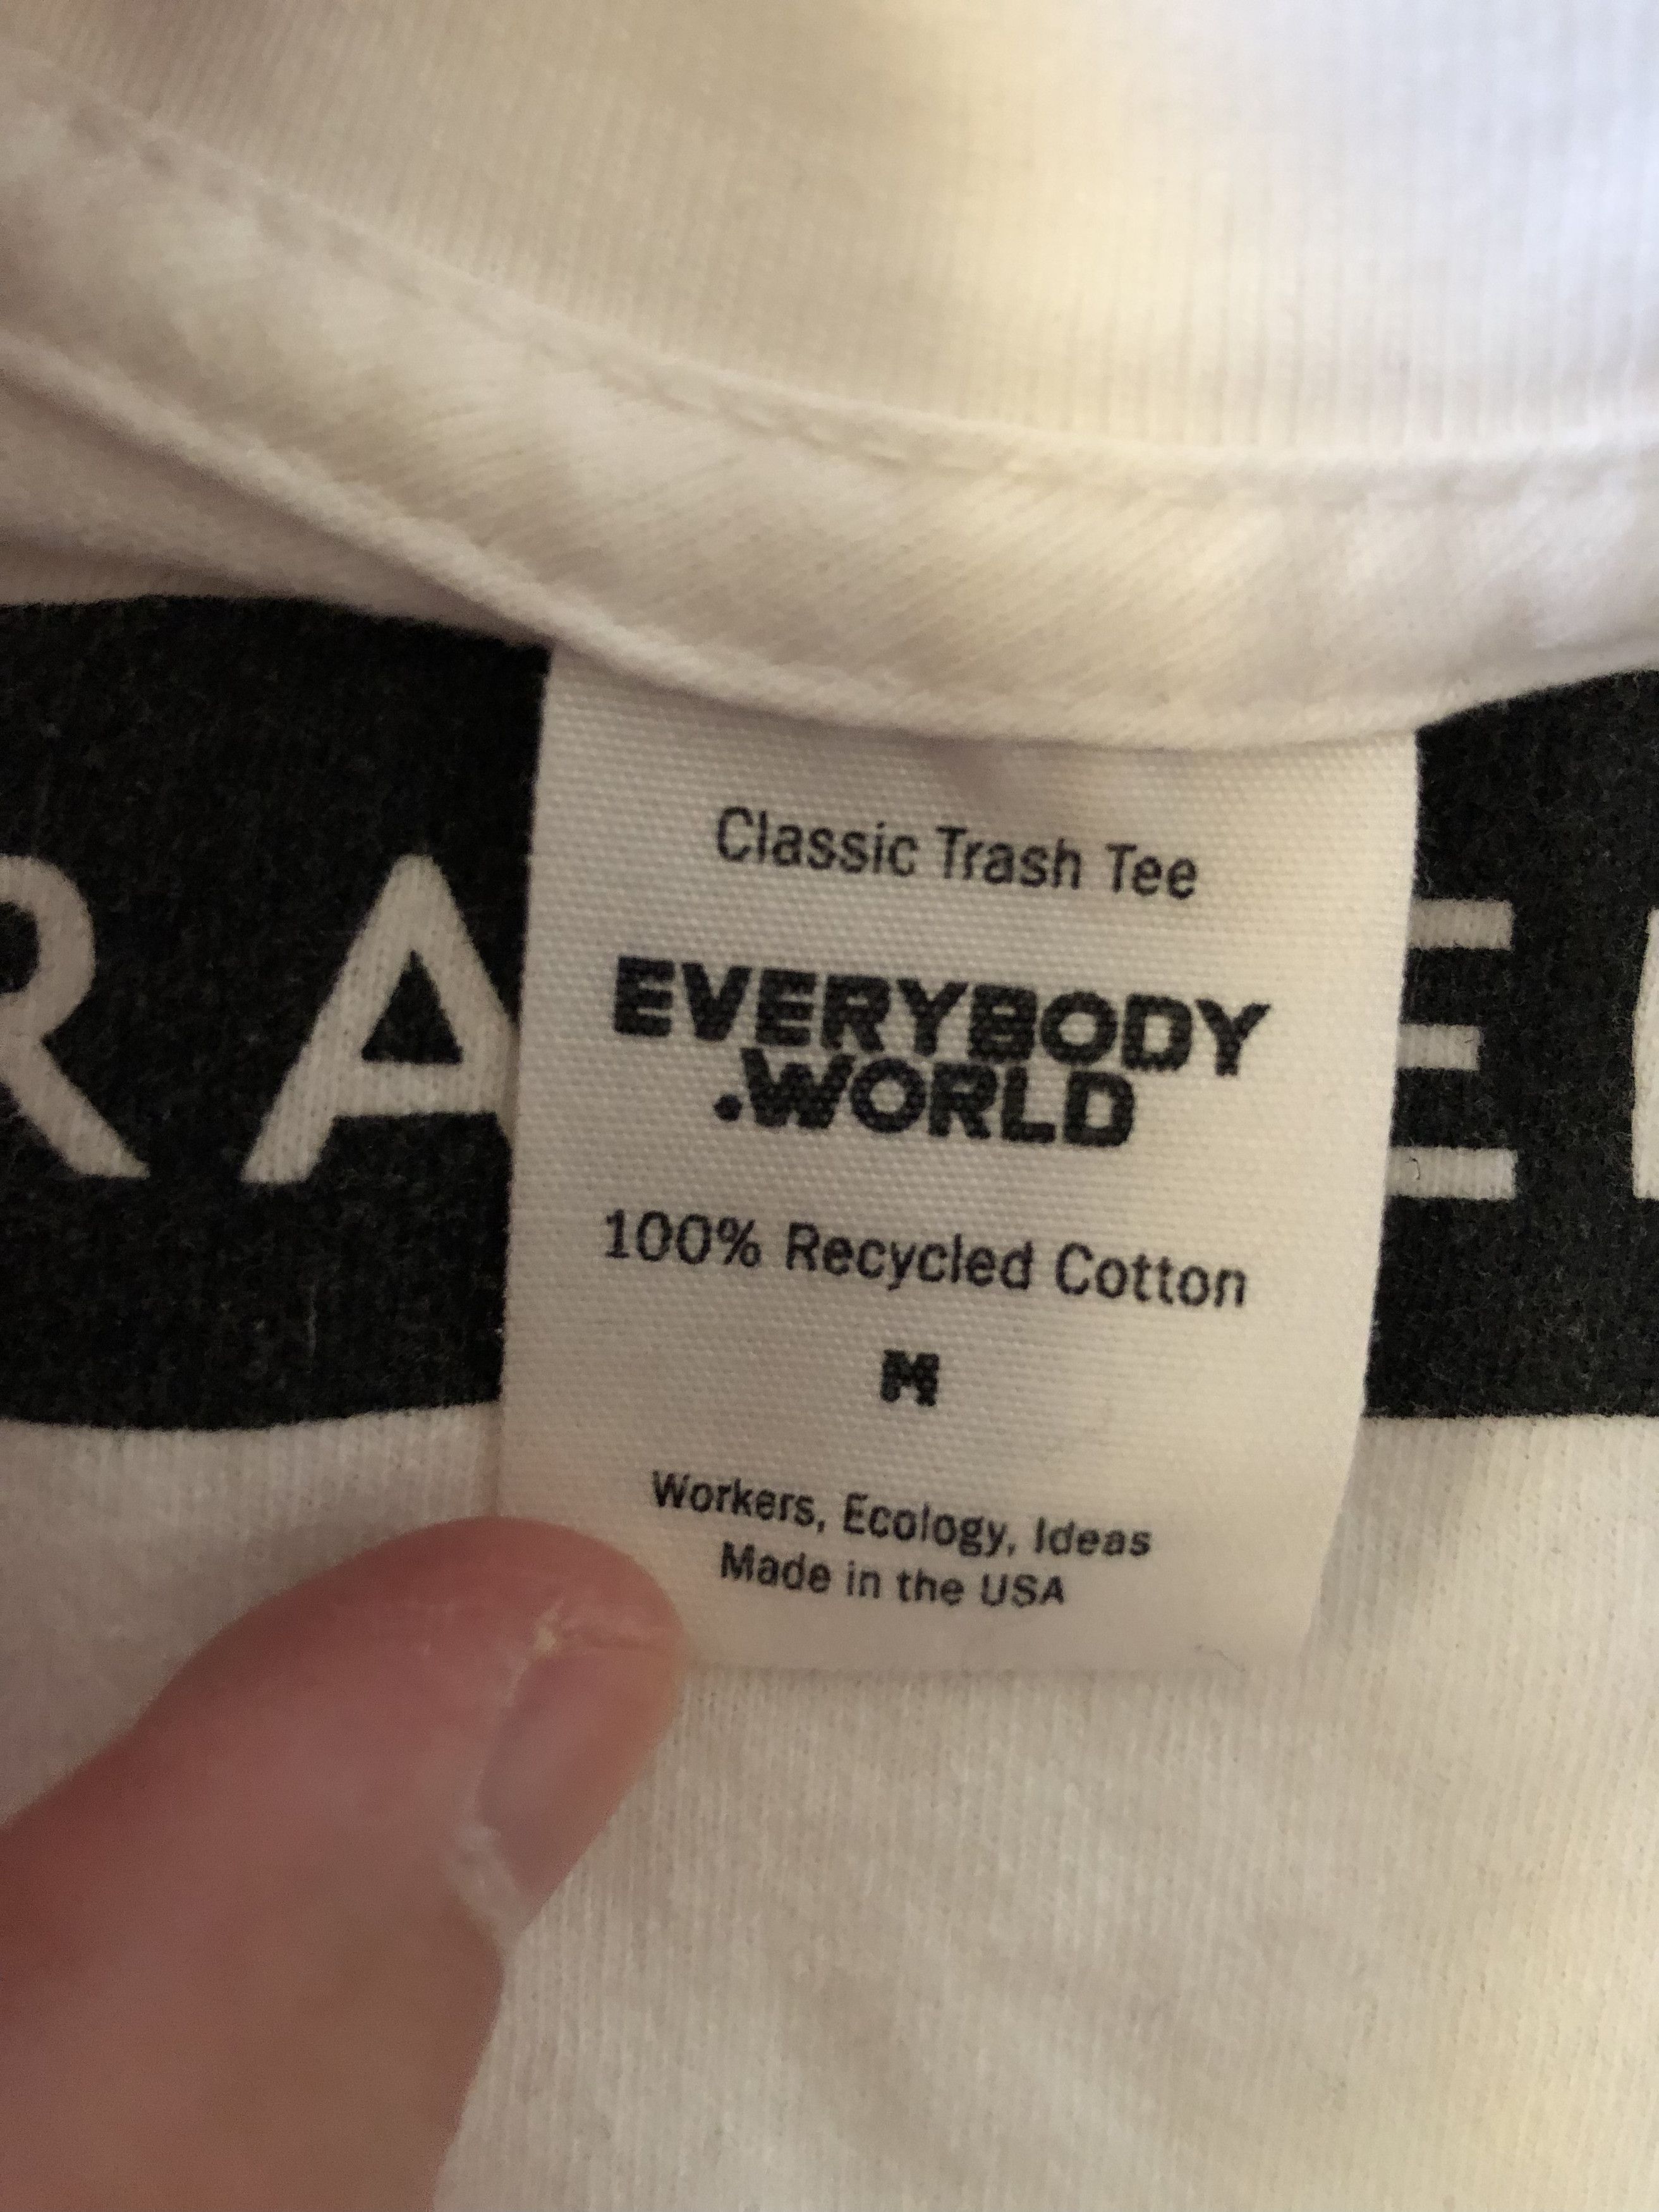 Classic Trash Tee
EVERYBODY
.WORLD
100% Recycled Cotton
M
Workers, Ecology, Ideas
Made in the USA